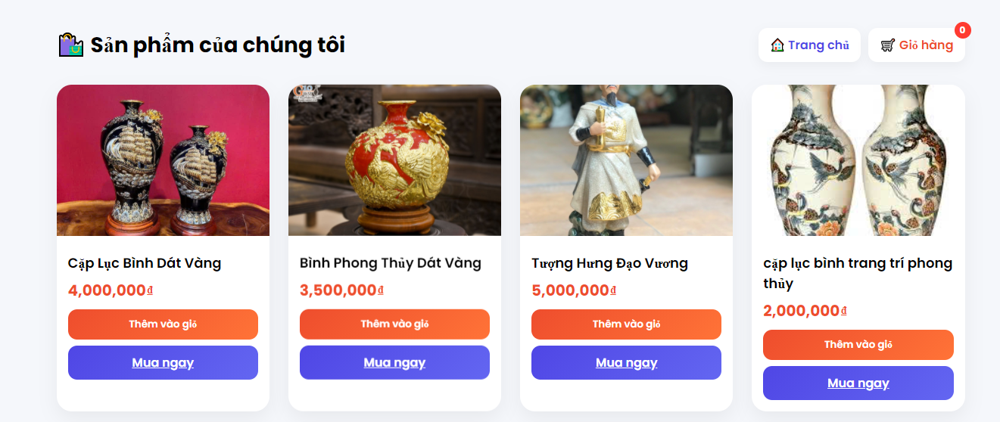 Sản phẩm của chúng tôi
Trang chủ
Giỏ hàng
0
Cặp Lục Bình Dát Vàng
4,000,000₫
Thêm vào giỏ
Mua ngay
Bình Phong Thủy Dát Vàng
3,500,000₫
Thêm vào giỏ
Mua ngay
Tượng Hưng Đạo Vương
5,000,000₫
Thêm vào giỏ
Mua ngay
cặp lục bình trang trí phong
thủy
2,000,000₫
Thêm vào giỏ
Mua ngay